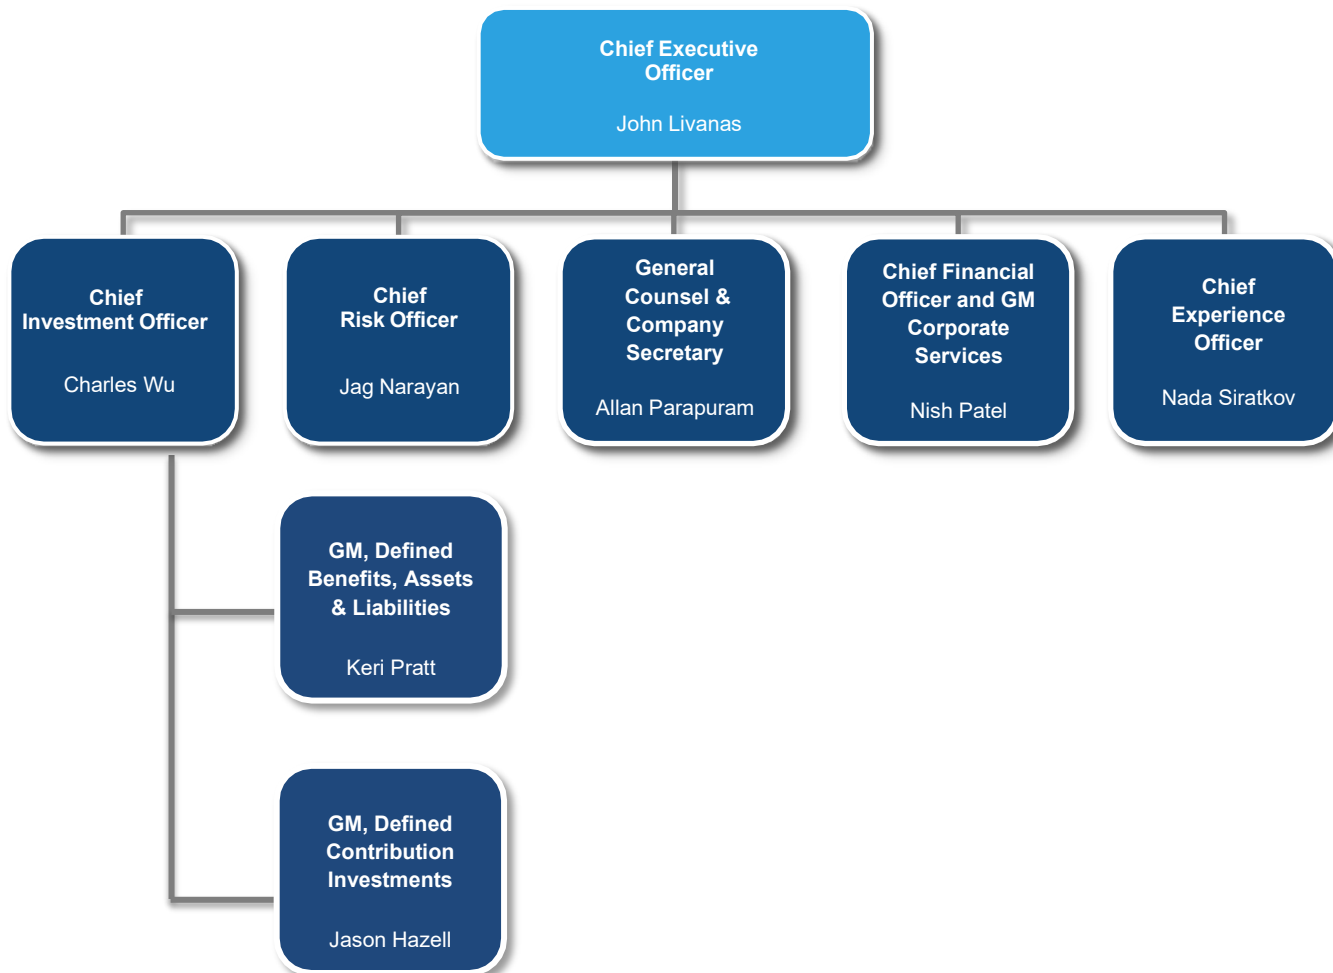 Chief Executive
Officer
John Livanas
Chief
Investment Officer
Charles Wu
Chief
Risk Officer
Jag Narayan
General
Counsel &
Company
Secretary
Allan Parapuram
Chief Financial
Officer and GM
Corporate
Services
Nish Patel
Chief
Experience
Officer
Nada Siratkov
GM, Defined
Benefits, Assets
& Liabilities
Keri Pratt
GM, Defined
Contribution
Investments
Jason Hazell